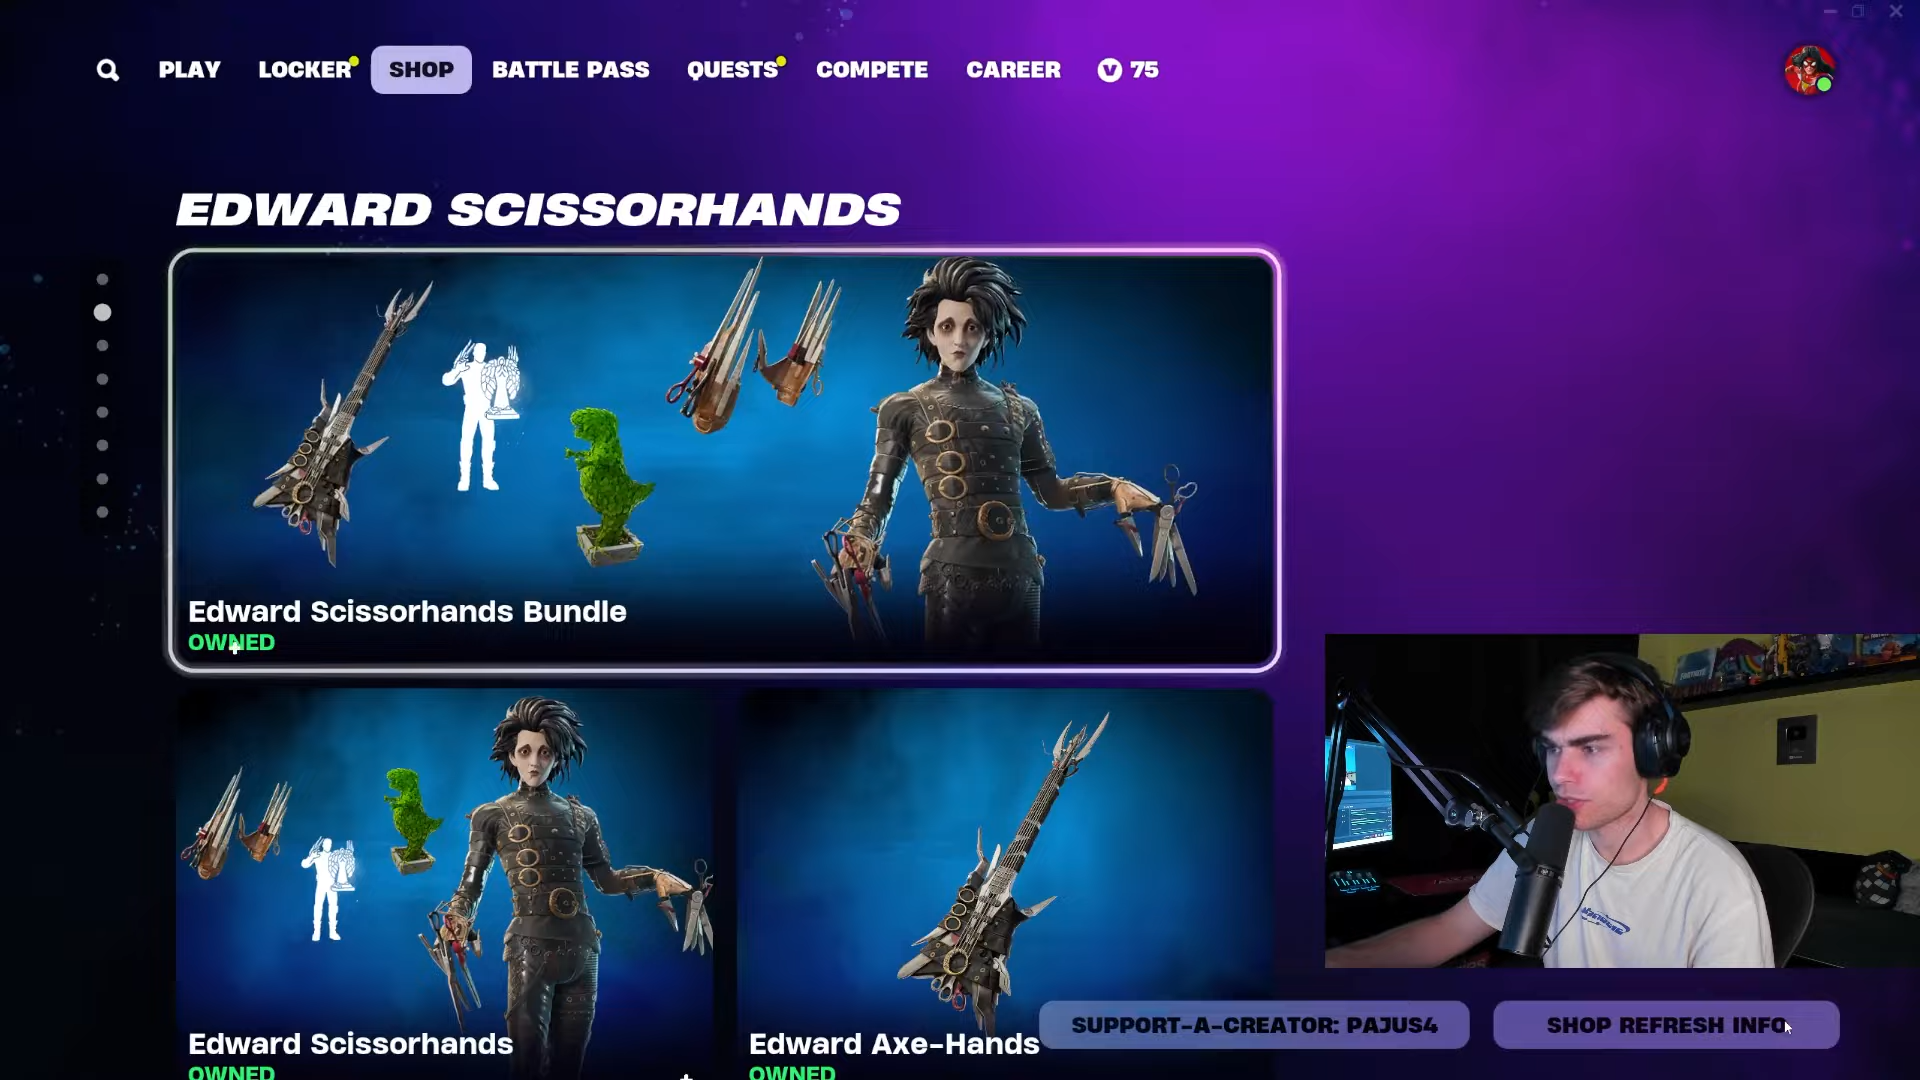 PLAY LOCKER SHOP BATTLE PASS QUESTS COMPETE CAREER V 75
EDWARD SCISSORHANDS
Edward Scissorhands Bundle
OWNED
Edward Scissorhands
OWNED
Edward Axe-Hands
OWNED
SUPPORT-A-CREATOR: PAJUS4
SHOP REFRESH INFO